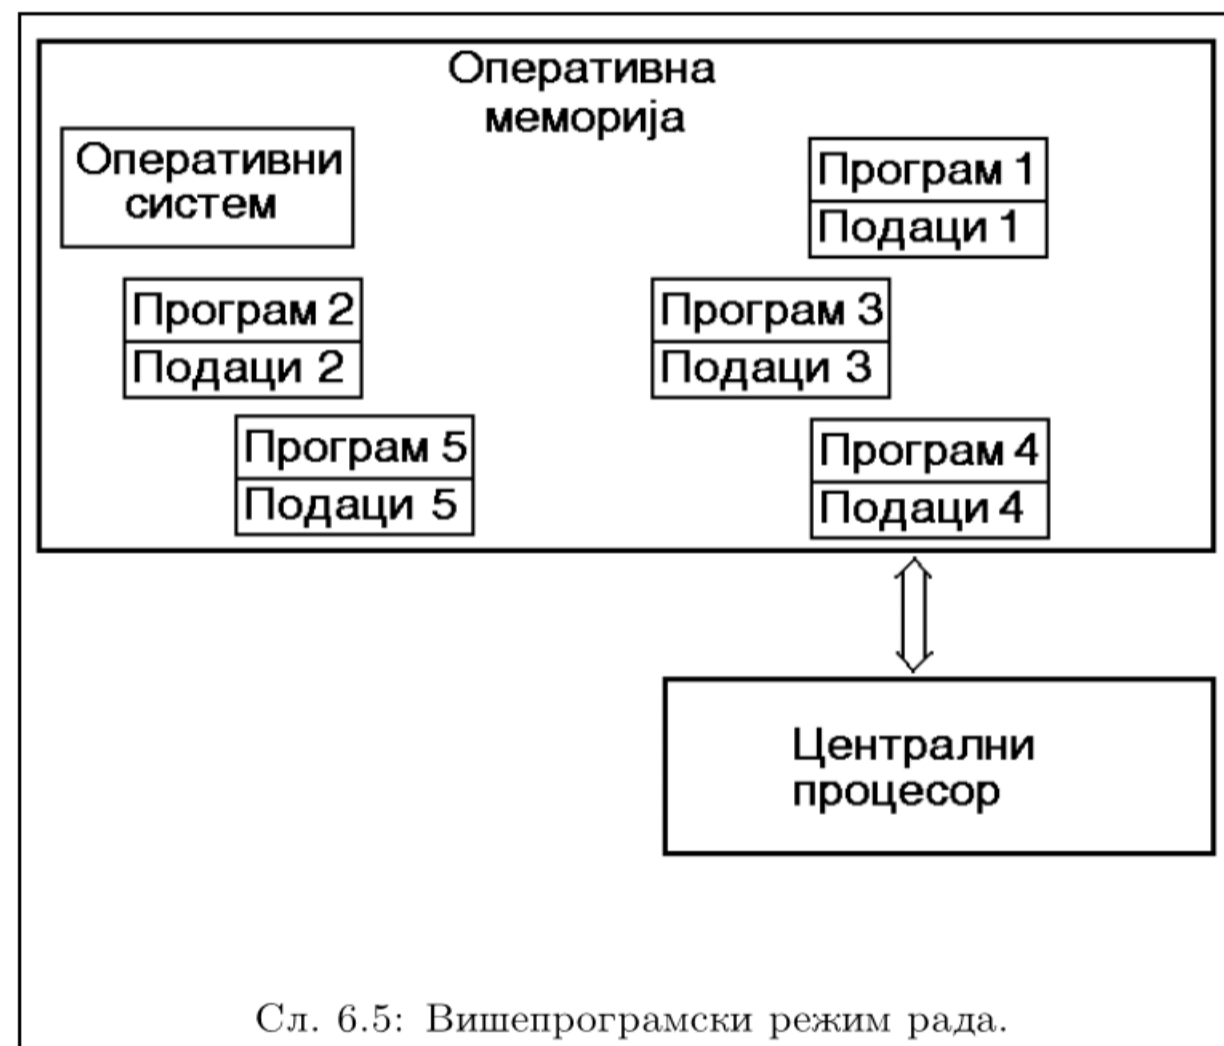 Оперативна
меморија
Оперативни
систем
Програм 1
Подаци 1
Програм 2
Подаци 2
Програм 3
Подаци 3
Програм 5
Подаци 5
Програм 4
Подаци 4
Централни
процесор
Сл. 6.5: Вишепрограмски режим рада.